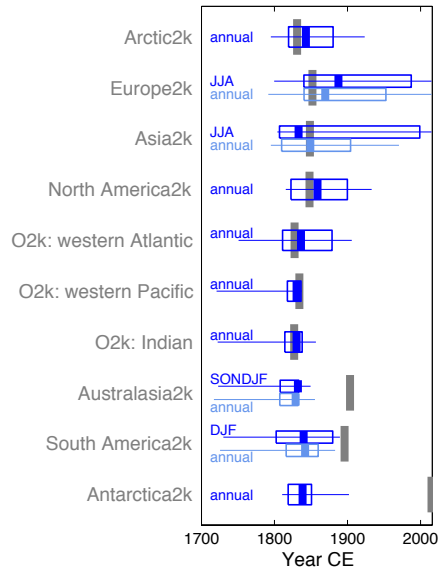 Arctic2k annual
Europe2k JJA
annual
Asia2k JJA
annual
North America2k annual
O2k: western Atlantic annual
O2k: western Pacific annual
O2k: Indian annual
Australasia2k SONDJF
annual
South America2k DJF
annual
Antarctica2k annual
1700 1800 1900 2000
Year CE